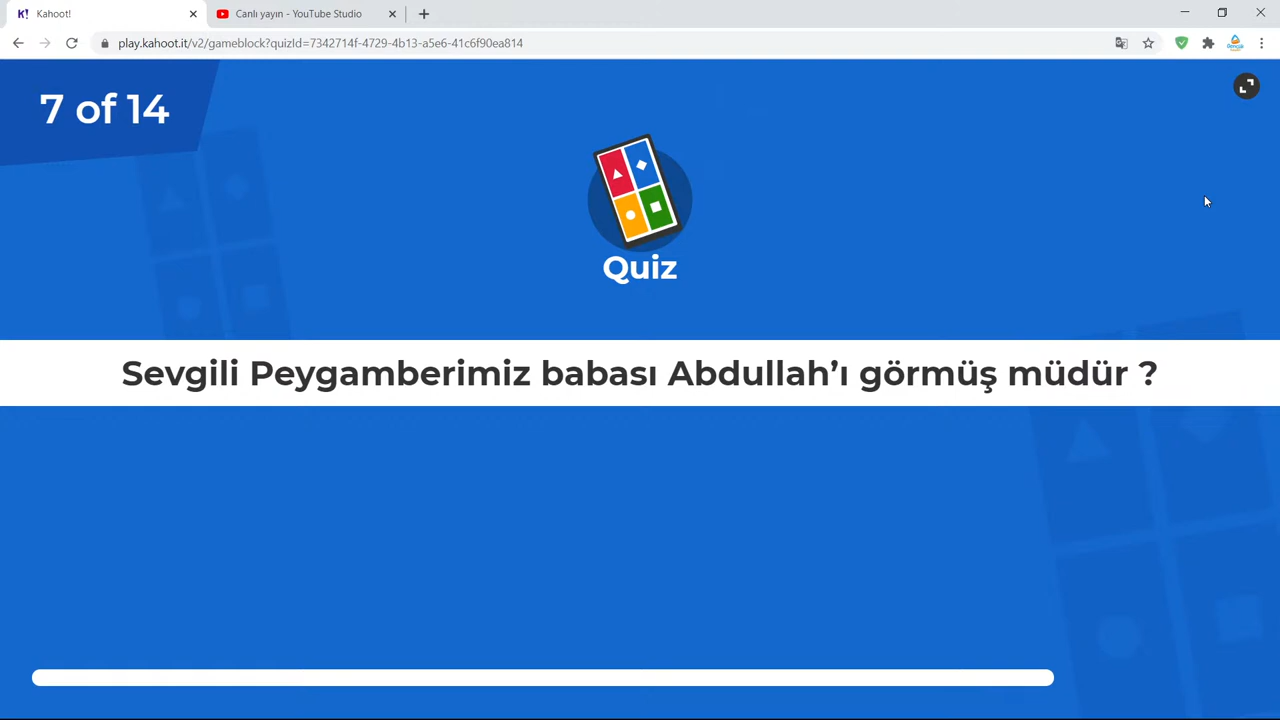 Kahoot!
Canlı yayın - YouTube Studio
play.kahoot.it/v2/gameblock?quizId=7342714f-4729-4b13-a5e6-41c6f90ea814
7 of 14
Quiz
Sevgili Peygamberimiz babası Abdullah’ı görmüş müdür ?